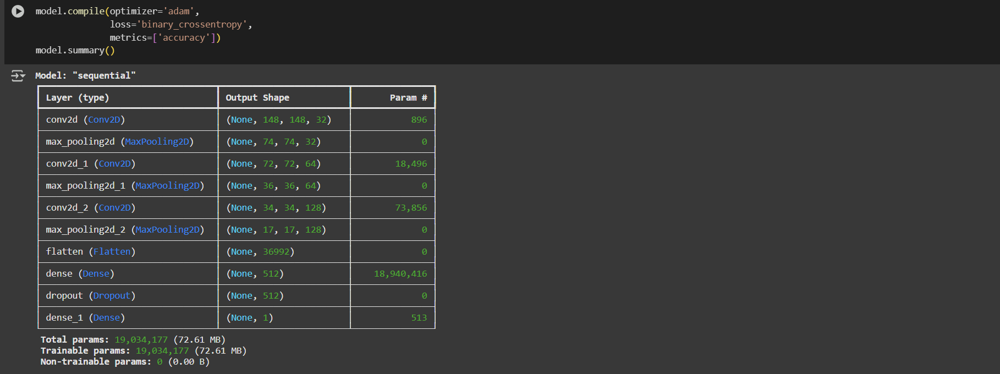 model.compile(optimizer='adam',
loss='binary_crossentropy',
metrics=['accuracy'])
model.summary()
Model: "sequential"
Layer (type) Output Shape Param #
conv2d (Conv2D) (None, 148, 148, 32) 896
max_pooling2d (MaxPooling2D) (None, 74, 74, 32) 0
conv2d_1 (Conv2D) (None, 72, 72, 64) 18,496
max_pooling2d_1 (MaxPooling2D) (None, 36, 36, 64) 0
conv2d_2 (Conv2D) (None, 34, 34, 128) 73,856
max_pooling2d_2 (MaxPooling2D) (None, 17, 17, 128) 0
flatten (Flatten) (None, 36992) 0
dense (Dense) (None, 512) 18,940,416
dropout (Dropout) (None, 512) 0
dense_1 (Dense) (None, 1) 513
Total params: 19,034,177 (72.61 MB)
Trainable params: 19,034,177 (72.61 MB)
Non-trainable params: 0 (0.00 B)